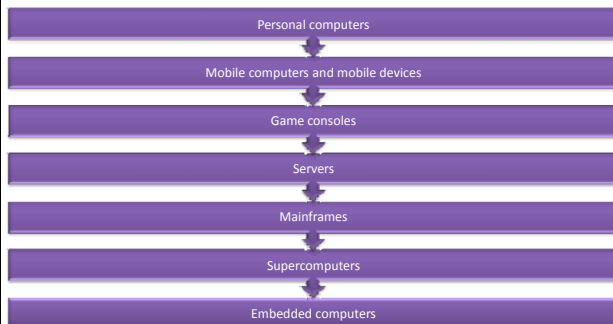 Personal computers
Mobile computers and mobile devices
Game consoles
Servers
Mainframes
Supercomputers
Embedded computers